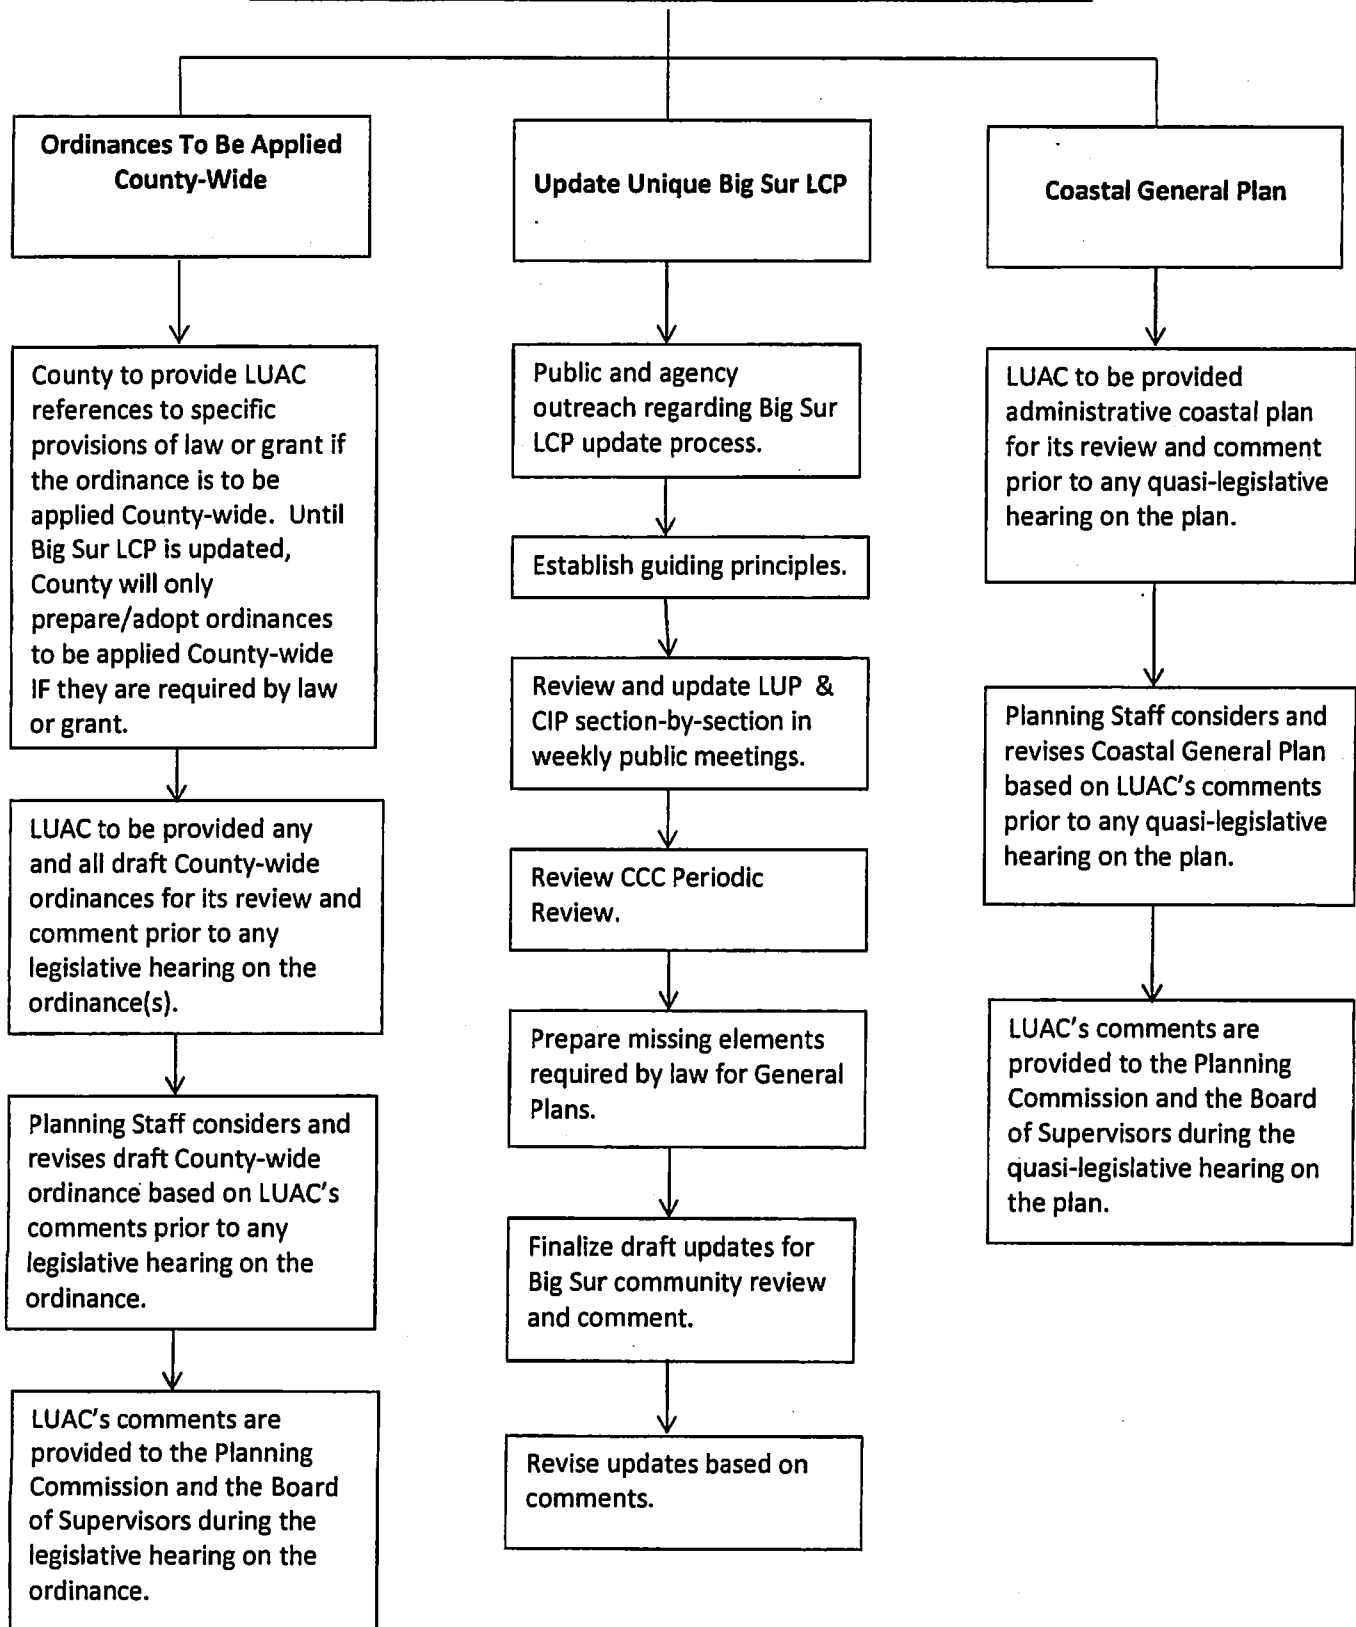 Ordinances To Be Applied
County-Wide
County to provide LUAC
references to specific
provisions of law or grant if
the ordinance is to be
applied County-wide.  Until
Big Sur LCP is updated,
County will only
prepare/adopt ordinances
to be applied County-wide
IF they are required by law
or grant.
LUAC to be provided any
and all draft County-wide
ordinances for its review and
comment prior to any
legislative hearing on the
ordinance(s).
Planning Staff considers and
revises draft County-wide
ordinance based on LUAC's
comments prior to any
legislative hearing on the
ordinance.
LUAC's comments are
provided to the Planning
Commission and the Board
of Supervisors during the
legislative hearing on the
ordinance.
Update Unique Big Sur LCP
Public and agency
outreach regarding Big Sur
LCP update process.
Establish guiding principles.
Review and update LUP  &
CIP section-by-section in
weekly public meetings.
Review CCC Periodic
Review.
Prepare missing elements
required by law for General
Plans.
Finalize draft updates for
Big Sur community review
and comment.
Revise updates based on
comments.
Coastal General Plan
LUAC to be provided
administrative coastal plan
for its review and comment
prior to any quasi-legislative
hearing on the plan.
Planning Staff considers and
revises Coastal General Plan
based on LUAC's comments
prior to any quasi-legislative
hearing on the plan.
LUAC's comments are
provided to the Planning
Commission and the Board
of Supervisors during the
quasi-legislative hearing on
the plan.